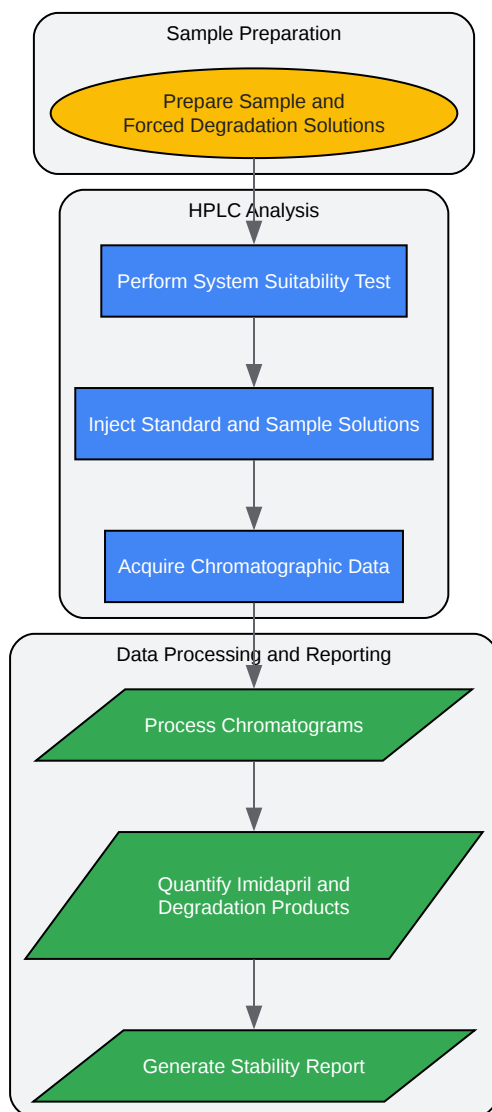 Sample Preparation
Prepare Sample and
Forced Degradation Solutions
HPLC Analysis
Perform System Suitability Test
Inject Standard and Sample Solutions
Acquire Chromatographic Data
Data Processing and Reporting
Process Chromatograms
Quantify Imidapril and
Degradation Products
Generate Stability Report